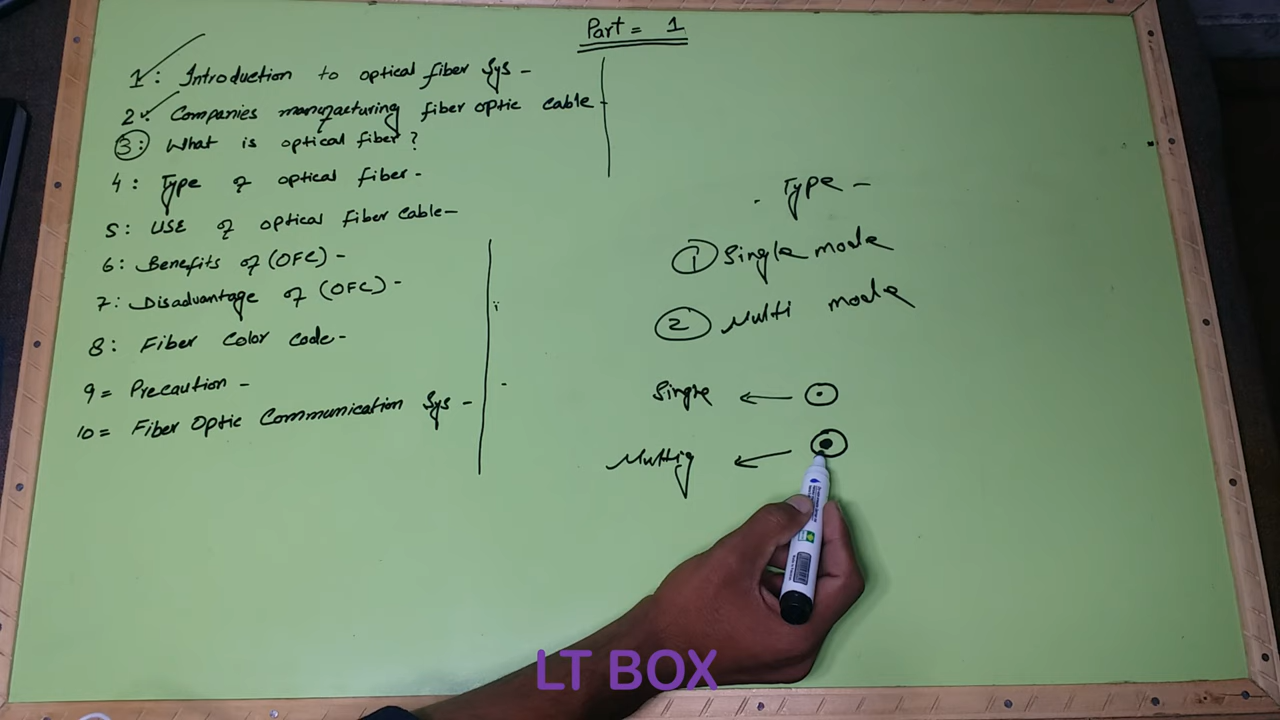 Part = 1
1: Introduction to optical fiber Sys -
2: Companies manufacturing fiber optic cable -
3: What is optical fiber?
4: Type of optical fiber -
5: USE of optical fiber cable -
6: Benefits of (OFC) -
7: Disadvantage of (OFC) -
8: Fiber Color Code -
9= Precaution -
10= Fiber Optic Communication Sys -
Type -
1 Single mode
2 Multi mode
Single
LT BOX